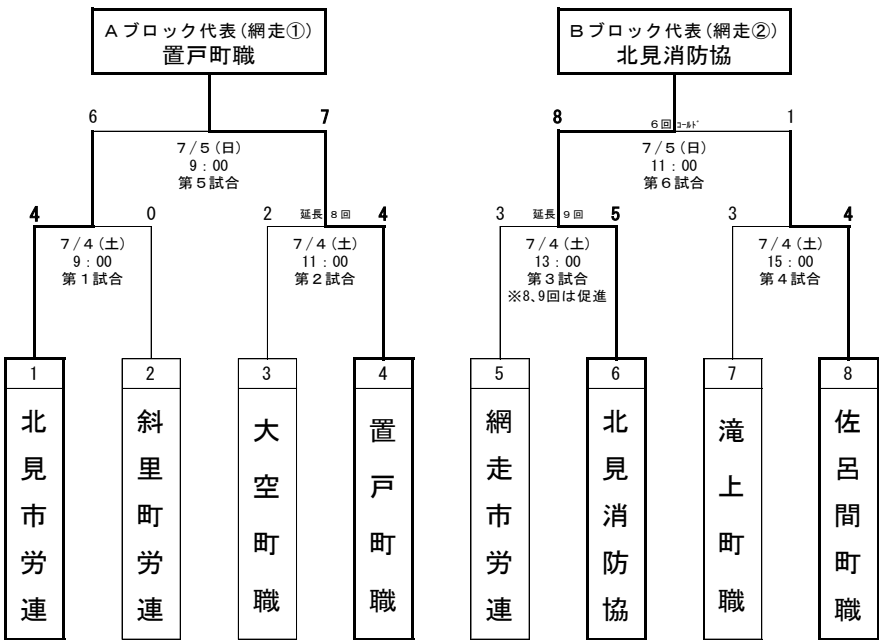 Aブロック代表(網走①)
置戸町職
Bブロック代表(網走②)
北見消防協
6
7
8
6回コールド
1
7/5(日)
9:00
第5試合
7/5(日)
11:00
第6試合
4
0
2
延長 8回
4
3
延長 9回
5
3
4
7/4(土)
9:00
第1試合
7/4(土)
11:00
第2試合
7/4(土)
13:00
第3試合
※8、9回は促進
7/4(土)
15:00
第4試合
1
北見市労連
2
斜里町労連
3
大空町職
4
置戸町職
5
網走市労連
6
北見消防協
7
滝上町職
8
佐呂間町職